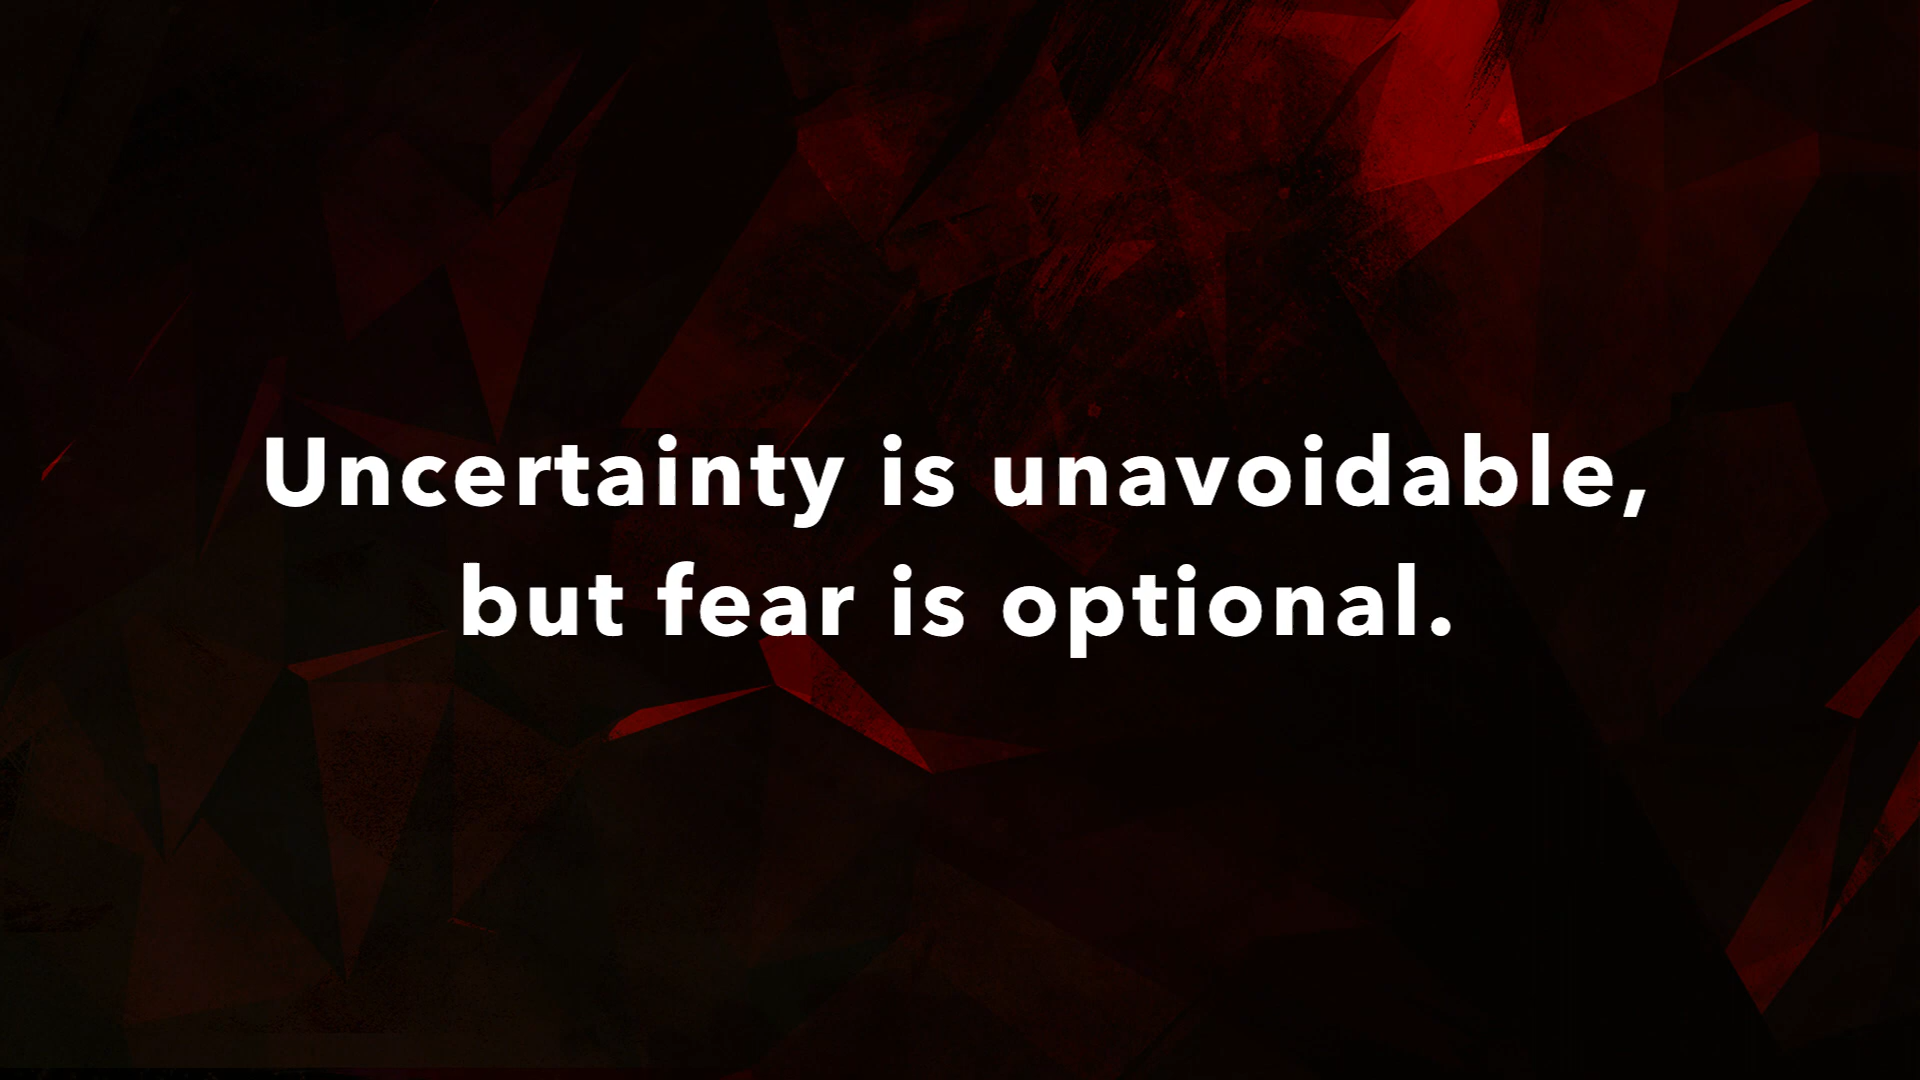 Uncertainty is unavoidable,
but fear is optional.